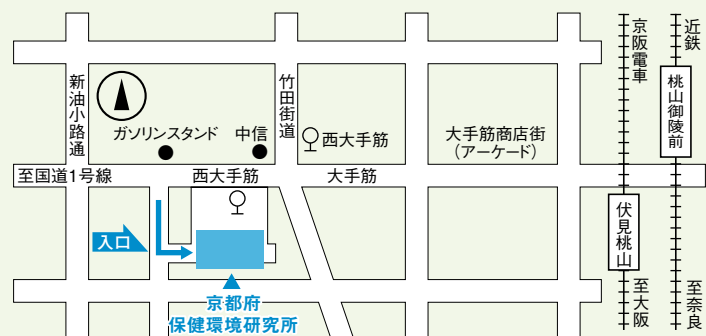 新油小路通
竹田街道
京阪電車
近鉄
桃山御陵前
ガソリンスタンド
中信
西大手筋
大手筋商店街
（アーケード）
至国道1号線
西大手筋
大手筋
伏見桃山
入口
至大阪
至奈良
京都府
保健環境研究所